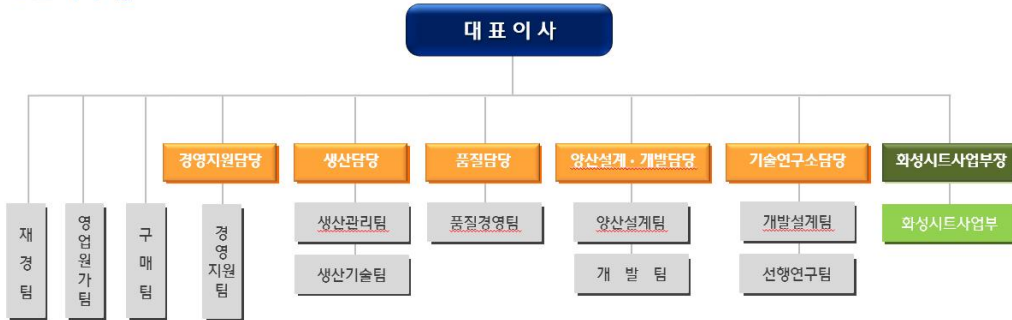 대표이사
경영지원담당
생산담당
품질담당
양산설계·개발담당
기술연구소담당
화성시트사업부장
재경팀
영업원가팀
구매팀
경영지원팀
생산관리팀
품질경영팀
양산설계팀
개발설계팀
화성시트사업부
생산기술팀
개 발 팀
선행연구팀